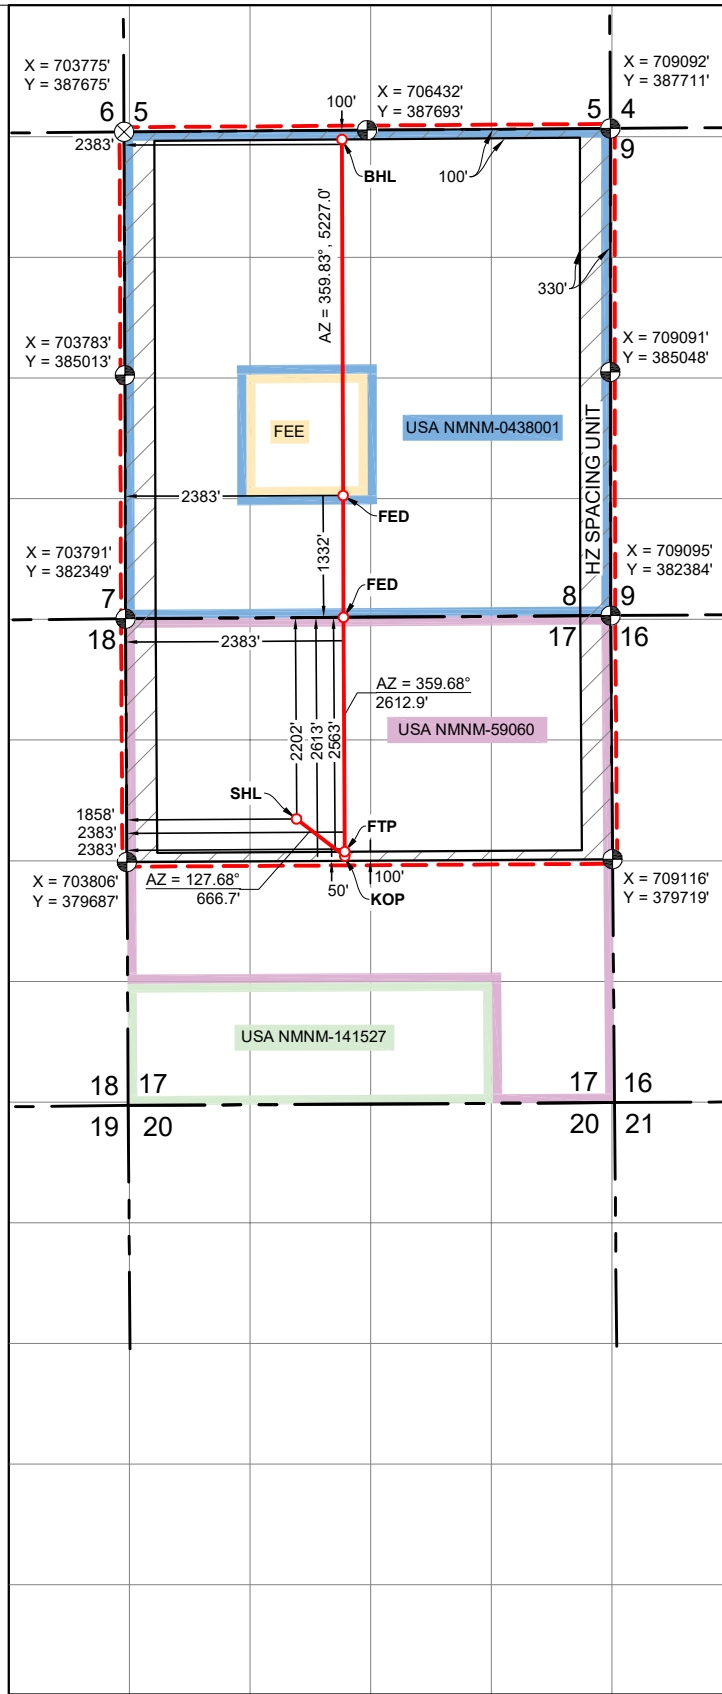 X = 703775'
Y = 387675'
X = 706432'
Y = 387693'
X = 709092'
Y = 387711'
100'
6
5
5
4
2383'
9
BHL
100'
AZ = 359.83°, 5227.0'
330'
X = 703783'
Y = 385013'
X = 709091'
Y = 385048'
FEE
USA NMNM-0438001
HZ SPACING UNIT
2383'
FED
1332'
X = 703791'
Y = 382349'
X = 709095'
Y = 382384'
FED
7
8
9
18
17
16
2383'
AZ = 359.68°
2612.9'
USA NMNM-59060
2202'
2613'
2563'
SHL
1858'
2383'
2383'
FTP
X = 703806'
Y = 379687'
AZ = 127.68°
666.7'
50'
100'
KOP
X = 709116'
Y = 379719'
USA NMNM-141527
18
17
17
16
19
20
20
21